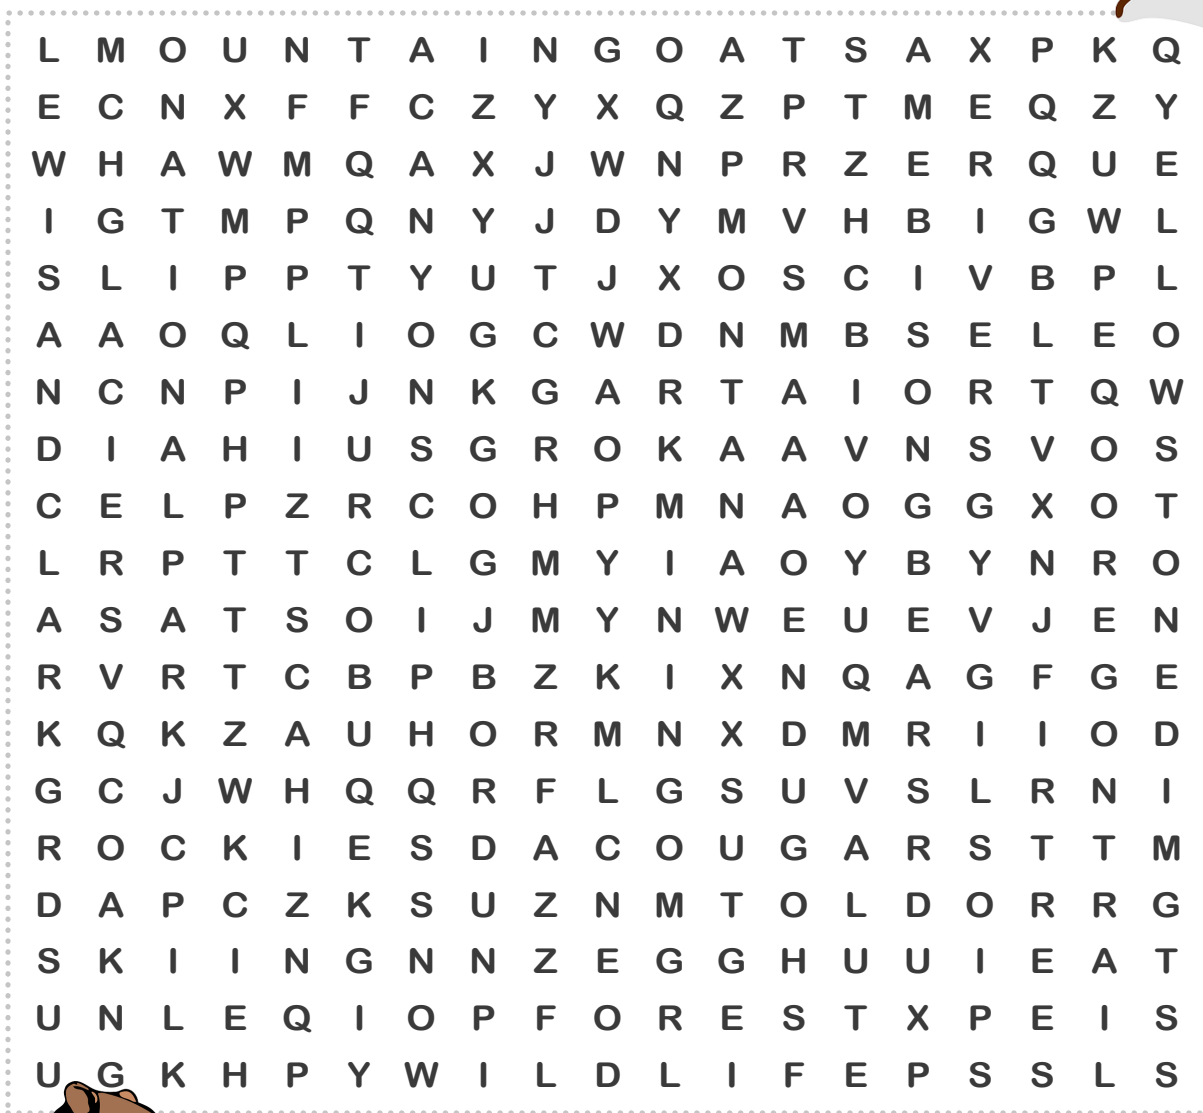 L M O U N T A I N G O A T S A X P K Q
E C N X F F C Z Y X Q Z P T M E Q Z Y
W H A W M Q A X J W N P R Z E R Q U E
I G T M P Q N Y J D Y M V H B I G W L
S L I P P T Y U T J X O S C I V B P L
A A O Q L I O G C W D N M B S E L E O
N C N P I J N K G A R T A I O R T Q W
D I A H I U S G R O K A A V N S V O S
C E L P Z R C O H P M N A O G G X O T
L R P T T C L G M Y I A O Y B Y N R O
A S A T S O I J M Y N W E U E V J E N
R V R T C B P B Z K I X N Q A G F G E
K Q K Z A U H O R M N X D M R I I O D
G C J W H Q Q R F L G S U V S L R N I
R O C K I E S D A C O U G A R S T T M
D A P C Z K S U Z N M T O L D O R R G
S K I I N G N N Z E G G H U U I E A T
U N L E Q I O P F O R E S T X P E I S
U G K H P Y W I L D L I F E P S S L S